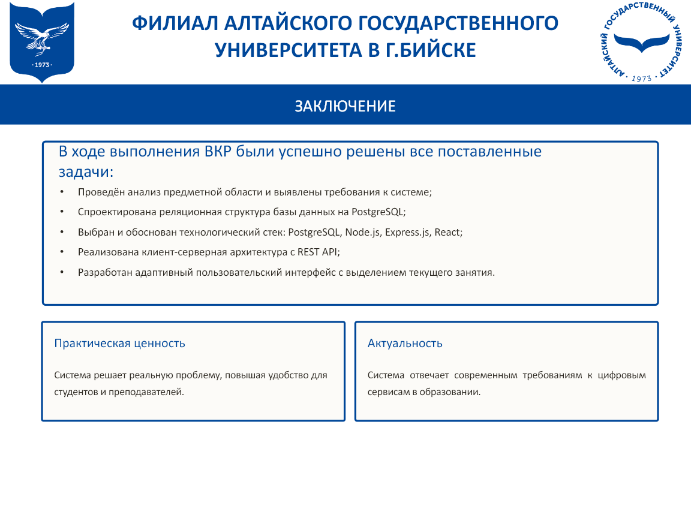 ФИЛИАЛ АЛТАЙСКОГО ГОСУДАРСТВЕННОГО
УНИВЕРСИТЕТА В Г.БИЙСКЕ
·1973·
АЛТАЙСКИЙ ГОСУДАРСТВЕННЫЙ УНИВЕРСИТЕТ · 1973 ·
ЗАКЛЮЧЕНИЕ
В ходе выполнения ВКР были успешно решены все поставленные
задачи:
• Проведён анализ предметной области и выявлены требования к системе;
• Спроектирована реляционная структура базы данных на PostgreSQL;
• Выбран и обоснован технологический стек: PostgreSQL, Node.js, Express.js, React;
• Реализована клиент-серверная архитектура с REST API;
• Разработан адаптивный пользовательский интерфейс с выделением текущего занятия.
Практическая ценность
Система решает реальную проблему, повышая удобство для
студентов и преподавателей.
Актуальность
Система отвечает современным требованиям к цифровым
сервисам в образовании.